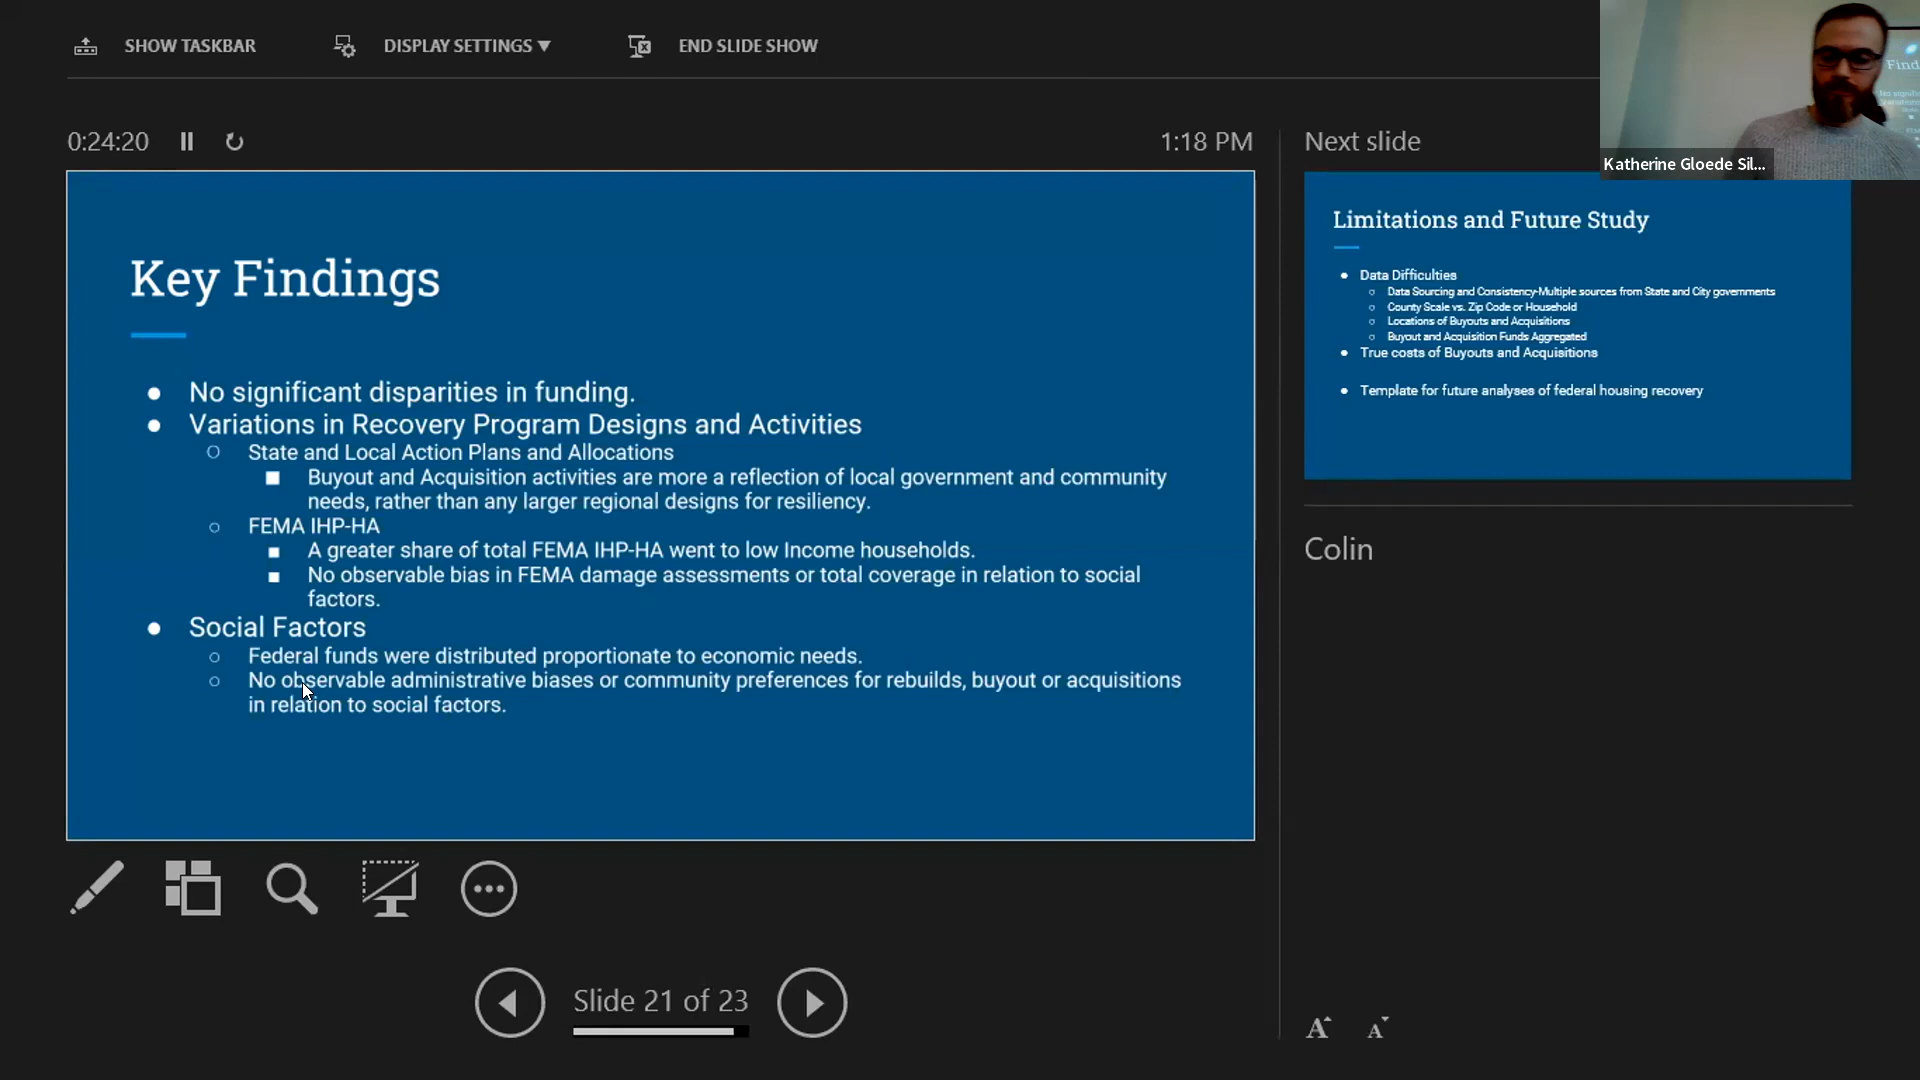 SHOW TASKBAR
DISPLAY SETTINGS
END SLIDE SHOW
Find
Katherine Gloede Sil...
0:24:20
1:18 PM
Next slide
Key Findings
No significant disparities in funding.
Variations in Recovery Program Designs and Activities
State and Local Action Plans and Allocations
Buyout and Acquisition activities are more a reflection of local government and community
needs, rather than any larger regional designs for resiliency.
FEMA IHP-HA
A greater share of total FEMA IHP-HA went to low Income households.
No observable bias in FEMA damage assessments or total coverage in relation to social
factors.
Social Factors
Federal funds were distributed proportionate to economic needs.
No observable administrative biases or community preferences for rebuilds, buyout or acquisitions
in relation to social factors.
Limitations and Future Study
Data Difficulties
Data Sourcing and Consistency-Multiple sources from State and City governments
County Scale vs. Zip Code or Household
Locations of Buyouts and Acquisitions
Buyout and Acquisition Funds Aggregated
True costs of Buyouts and Acquisitions
Template for future analyses of federal housing recovery
Colin
Slide 21 of 23
A A